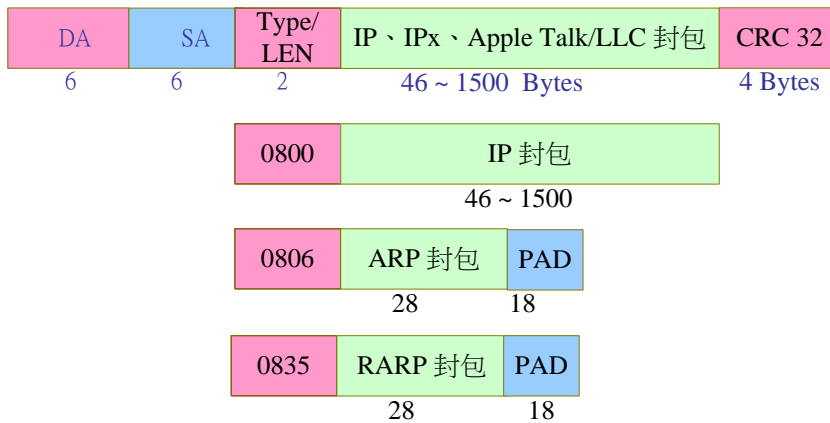 DA SA Type/ LEN IP、IPx、Apple Talk/LLC 封包 CRC 32
6 6 2 46 ~ 1500 Bytes 4 Bytes
0800 IP 封包
46 ~ 1500
0806 ARP 封包 PAD
28 18
0835 RARP 封包 PAD
28 18